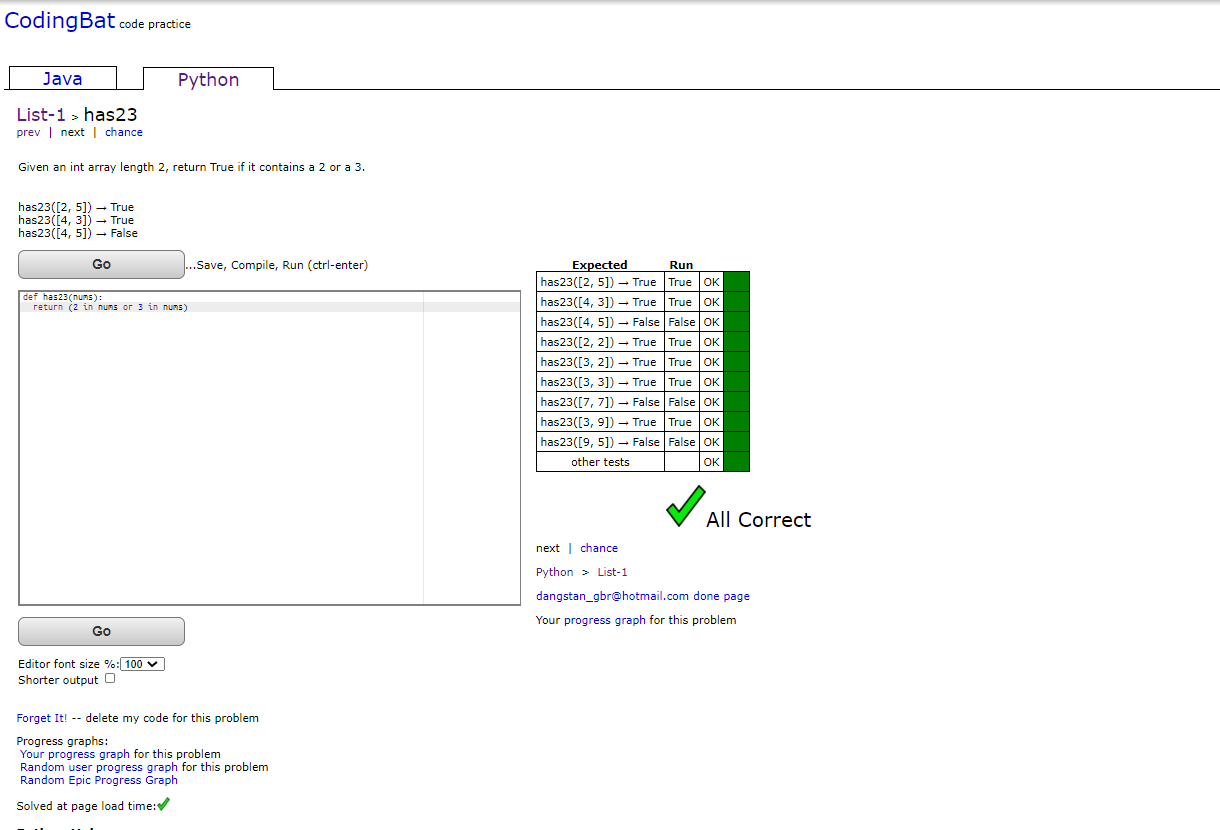 CodingBat code practice
Java
Python
List-1 > has23
prev | next | chance
Given an int array length 2, return True if it contains a 2 or a 3.
has23([2, 5]) → True
has23([4, 3]) → True
has23([4, 5]) → False
Go
...Save, Compile, Run (ctrl-enter)
def has23(nums):
  return (2 in nums or 3 in nums)
Go
Editor font size %: 100
Shorter output
Forget It! -- delete my code for this problem
Progress graphs:
Your progress graph for this problem
Random user progress graph for this problem
Random Epic Progress Graph
Solved at page load time:
Expected Run
has23([2, 5]) → True True OK
has23([4, 3]) → True True OK
has23([4, 5]) → False False OK
has23([2, 2]) → True True OK
has23([3, 2]) → True True OK
has23([3, 3]) → True True OK
has23([7, 7]) → False False OK
has23([3, 9]) → True True OK
has23([9, 5]) → False False OK
other tests OK
All Correct
next | chance
Python > List-1
dangstan_gbr@hotmail.com done page
Your progress graph for this problem